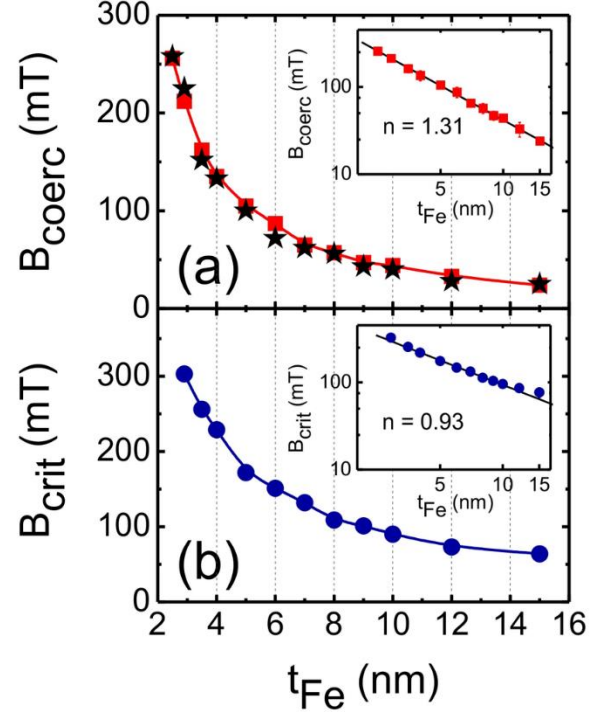 300
200
100
0
B_coerc (mT)
(a)
100
10
B_coerc (mT)
n = 1.31
5 10 15
t_Fe (nm)
300
200
100
0
B_crit (mT)
(b)
100
10
B_crit (mT)
n = 0.93
5 10 15
t_Fe (nm)
2 4 6 8 10 12 14 16
t_Fe (nm)